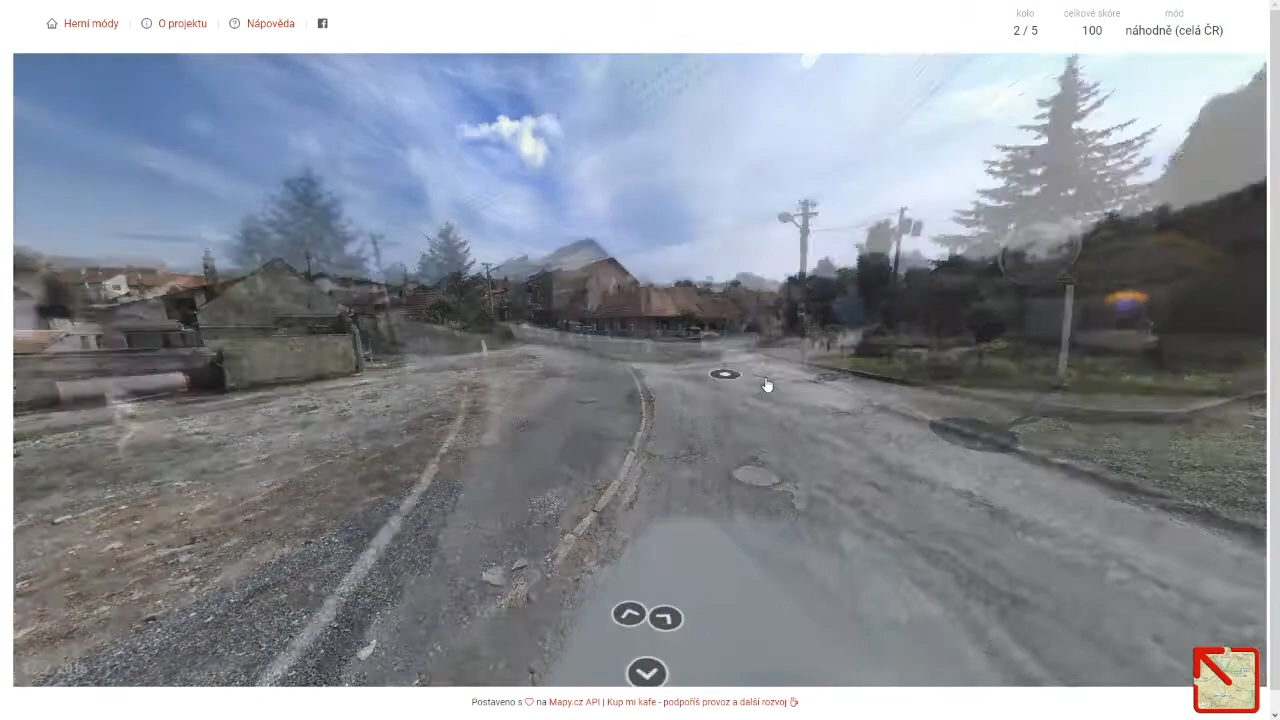 Herní módy
O projektu
Nápověda
kolo
2 / 5
celkové skóre
100
mód
náhodně (celá ČR)
Postaveno s na Mapy.cz API | Kup mi kafe - podpoříš provoz a další rozvoj